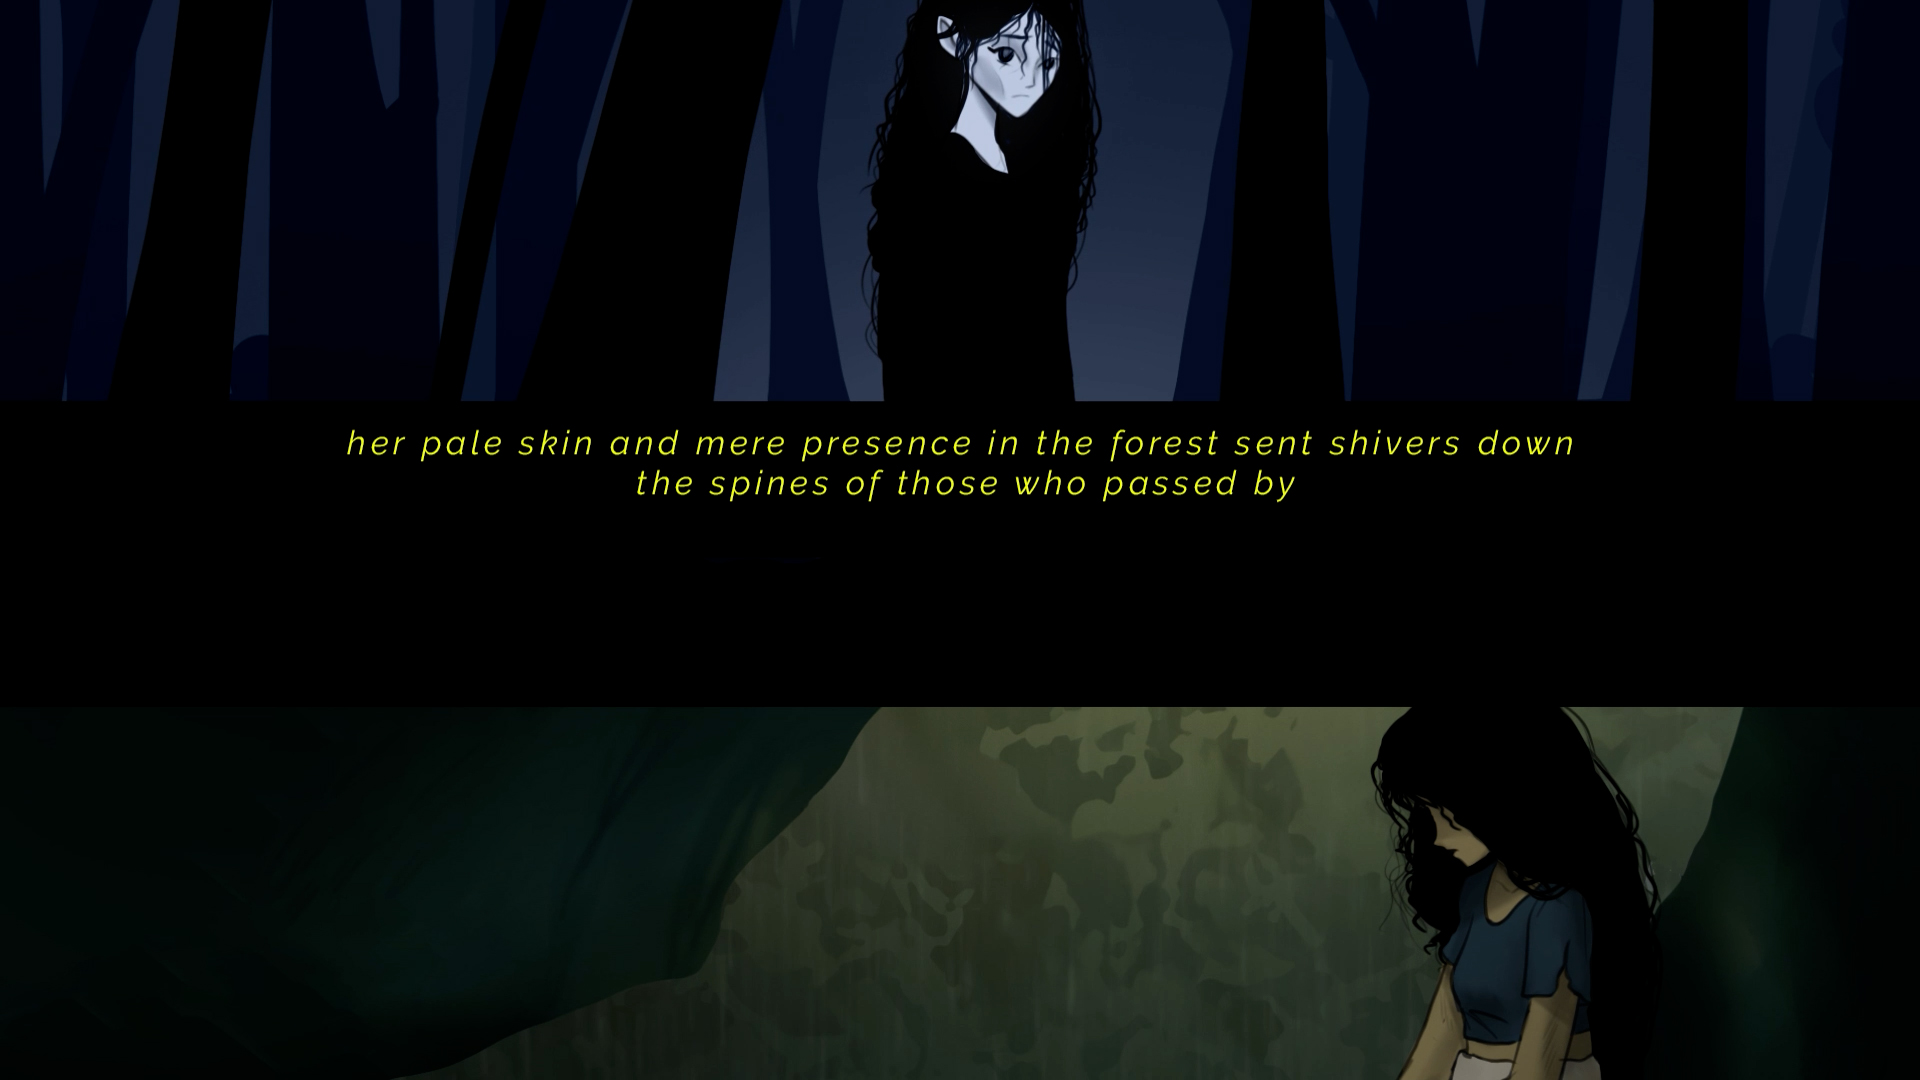 her pale skin and mere presence in the forest sent shivers down
the spines of those who passed by